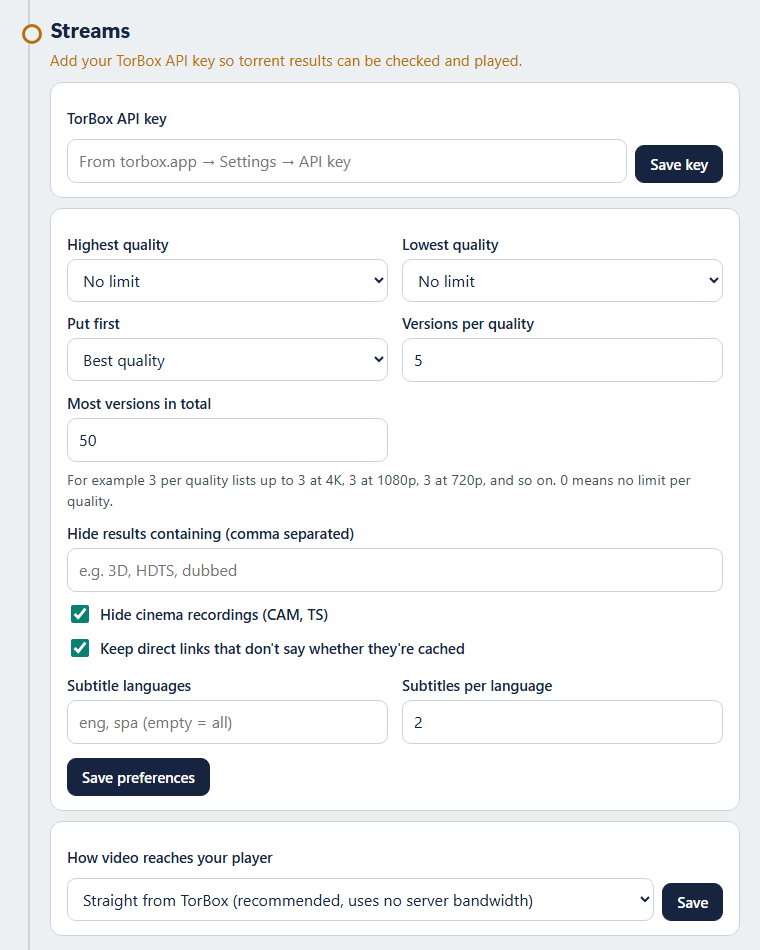 Streams
Add your TorBox API key so torrent results can be checked and played.
TorBox API key
From torbox.app → Settings → API key
Save key
Highest quality
Lowest quality
No limit
No limit
Put first
Versions per quality
Best quality
5
Most versions in total
50
For example 3 per quality lists up to 3 at 4K, 3 at 1080p, 3 at 720p, and so on. 0 means no limit per
quality.
Hide results containing (comma separated)
e.g. 3D, HDTS, dubbed
Hide cinema recordings (CAM, TS)
Keep direct links that don't say whether they're cached
Subtitle languages
Subtitles per language
eng, spa (empty = all)
2
Save preferences
How video reaches your player
Straight from TorBox (recommended, uses no server bandwidth)
Save